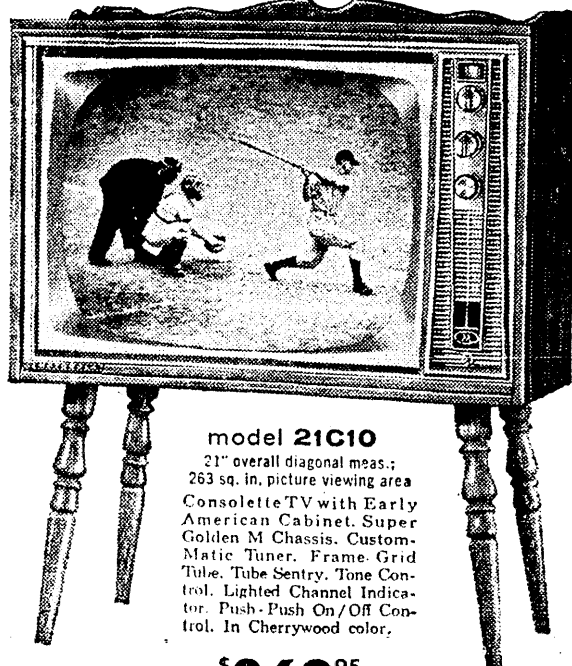 model 21C10
21" overall diagonal meas.;
263 sq. in. picture viewing area
Consolette TV with Early
American Cabinet. Super
Golden M Chassis. Custom-
Matic Tuner. Frame-Grid
Tube. Tube Sentry. Tone Con-
trol. Lighted Channel Indica-
tor. Push-Push On/Off Con-
trol. In Cherrywood color.